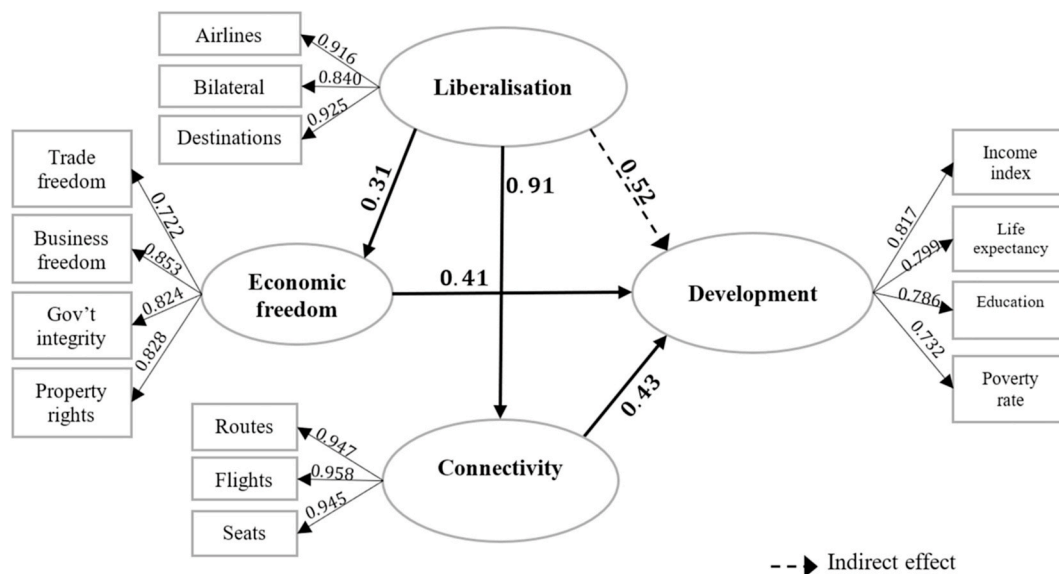 Airlines
Bilateral
Destinations
0.916
0.840
0.925
Liberalisation
Trade
freedom
Business
freedom
Gov't
integrity
Property
rights
0.722
0.853
0.824
0.828
Economic
freedom
0.31
0.91
0.52
0.41
Development
0.817
0.799
0.786
0.732
Income
index
Life
expectancy
Education
Poverty
rate
0.43
Routes
Flights
Seats
0.947
0.958
0.945
Connectivity
Indirect effect